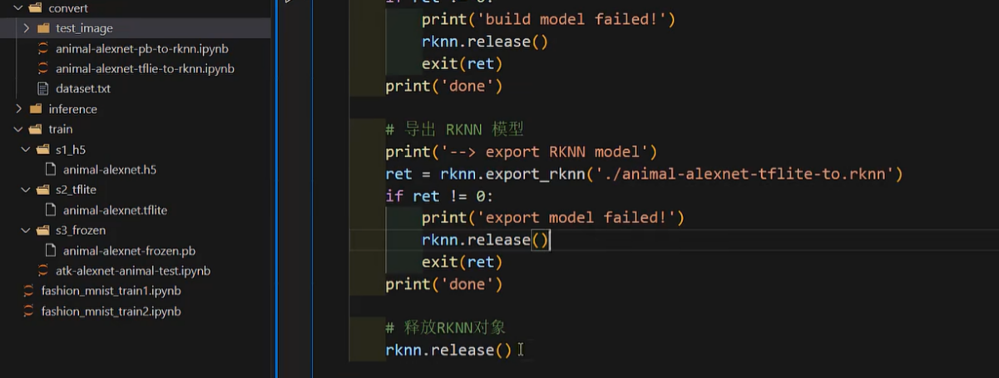 convert
test_image
animal-alexnet-pb-to-rknn.ipynb
animal-alexnet-tflie-to-rknn.ipynb
dataset.txt
inference
train
s1_h5
animal-alexnet.h5
s2_tflite
animal-alexnet.tflite
s3_frozen
animal-alexnet-frozen.pb
atk-alexnet-animal-test.ipynb
fashion_mnist_train1.ipynb
fashion_mnist_train2.ipynb
if ret != 0:
print('build model failed!')
rknn.release()
exit(ret)
print('done')
# 导出 RKNN 模型
print('--> export RKNN model')
ret = rknn.export_rknn('./animal-alexnet-tflite-to.rknn')
if ret != 0:
print('export model failed!')
rknn.release()
exit(ret)
print('done')
# 释放RKNN对象
rknn.release()